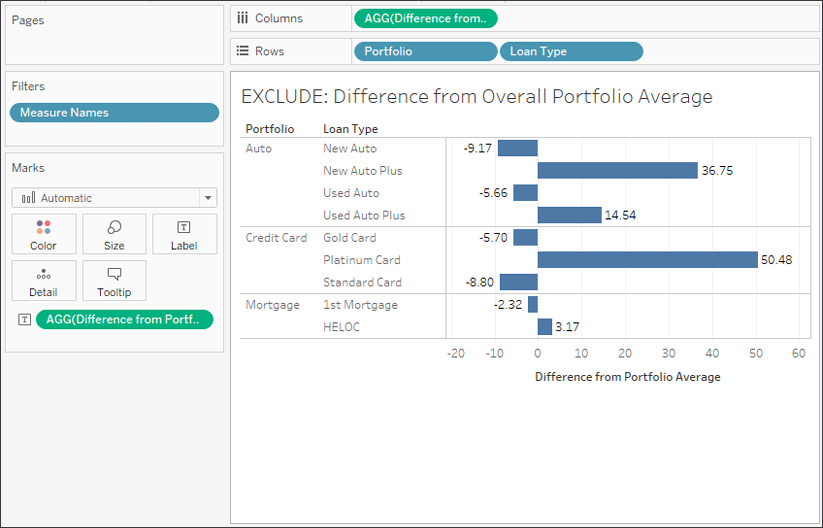 Pages
Columns
AGG(Difference from..
Rows
Portfolio
Loan Type
Filters
Measure Names
Marks
Automatic
Color
Size
Label
Detail
Tooltip
AGG(Difference from Portf..
EXCLUDE: Difference from Overall Portfolio Average
Portfolio Loan Type
Auto New Auto -9.17
New Auto Plus 36.75
Used Auto -5.66
Used Auto Plus 14.54
Credit Card Gold Card -5.70
Platinum Card 50.48
Standard Card -8.80
Mortgage 1st Mortgage -2.32
HELOC 3.17
-20 -10 0 10 20 30 40 50 60
Difference from Portfolio Average